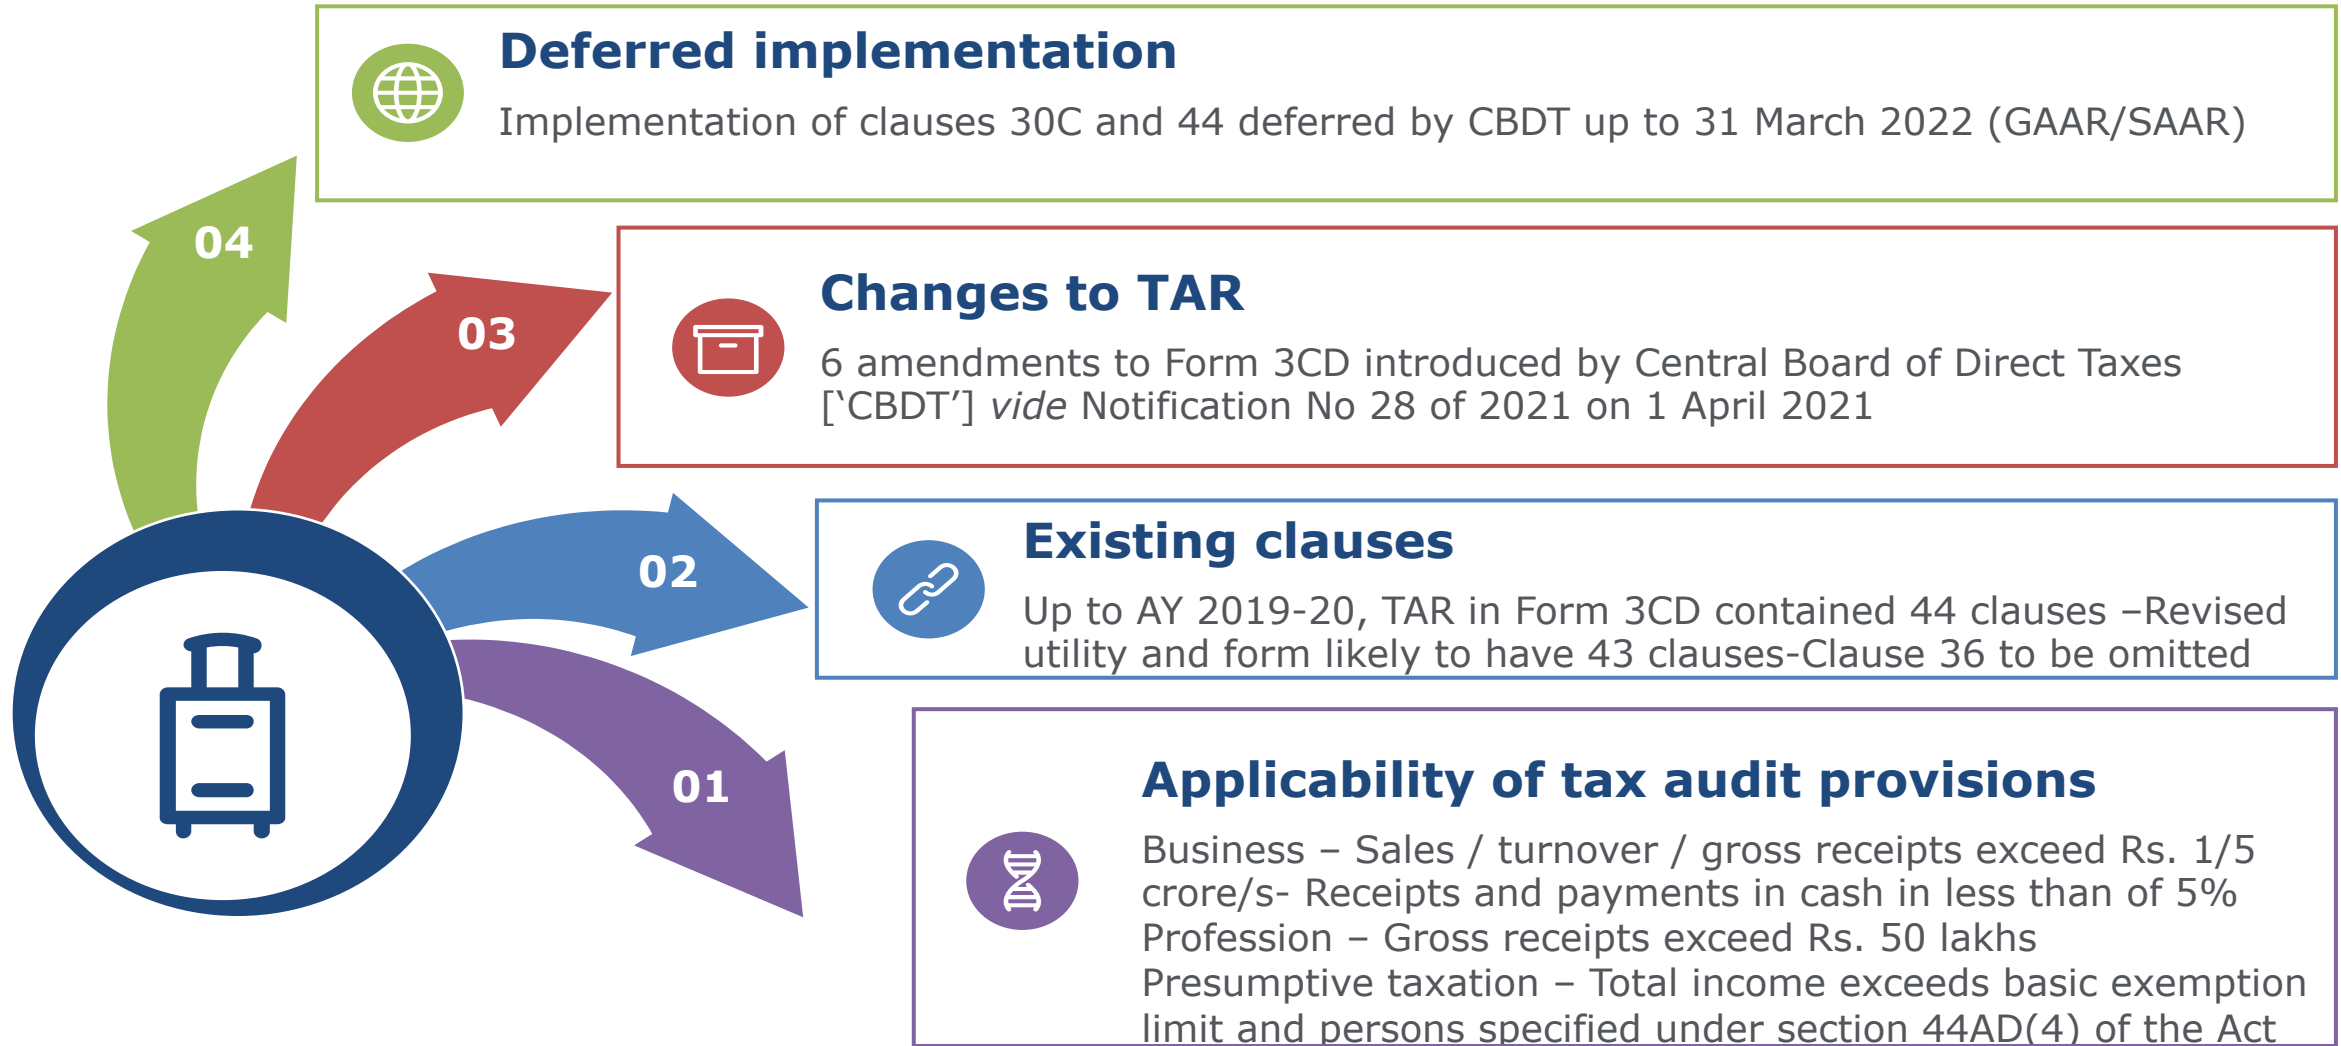 Deferred implementation
Implementation of clauses 30C and 44 deferred by CBDT up to 31 March 2022 (GAAR/SAAR)
04
03
Changes to TAR
6 amendments to Form 3CD introduced by Central Board of Direct Taxes
[‘CBDT’] vide Notification No 28 of 2021 on 1 April 2021
02
Existing clauses
Up to AY 2019-20, TAR in Form 3CD contained 44 clauses –Revised
utility and form likely to have 43 clauses-Clause 36 to be omitted
01
Applicability of tax audit provisions
Business – Sales / turnover / gross receipts exceed Rs. 1/5
crore/s- Receipts and payments in cash in less than of 5%
Profession – Gross receipts exceed Rs. 50 lakhs
Presumptive taxation – Total income exceeds basic exemption
limit and persons specified under section 44AD(4) of the Act